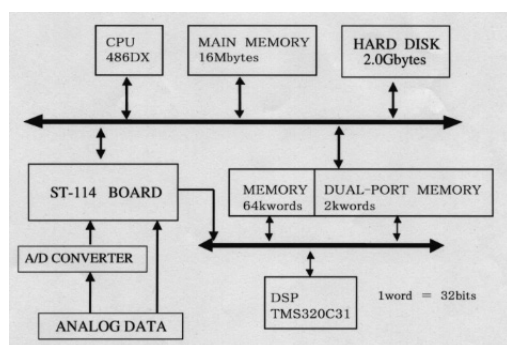 CPU
486DX
MAIN MEMORY
16Mbytes
HARD DISK
2.0Gbytes
ST-114 BOARD
MEMORY
64kwords
DUAL-PORT MEMORY
2kwords
A/D CONVERTER
DSP
TMS320C31
1word = 32bits
ANALOG DATA